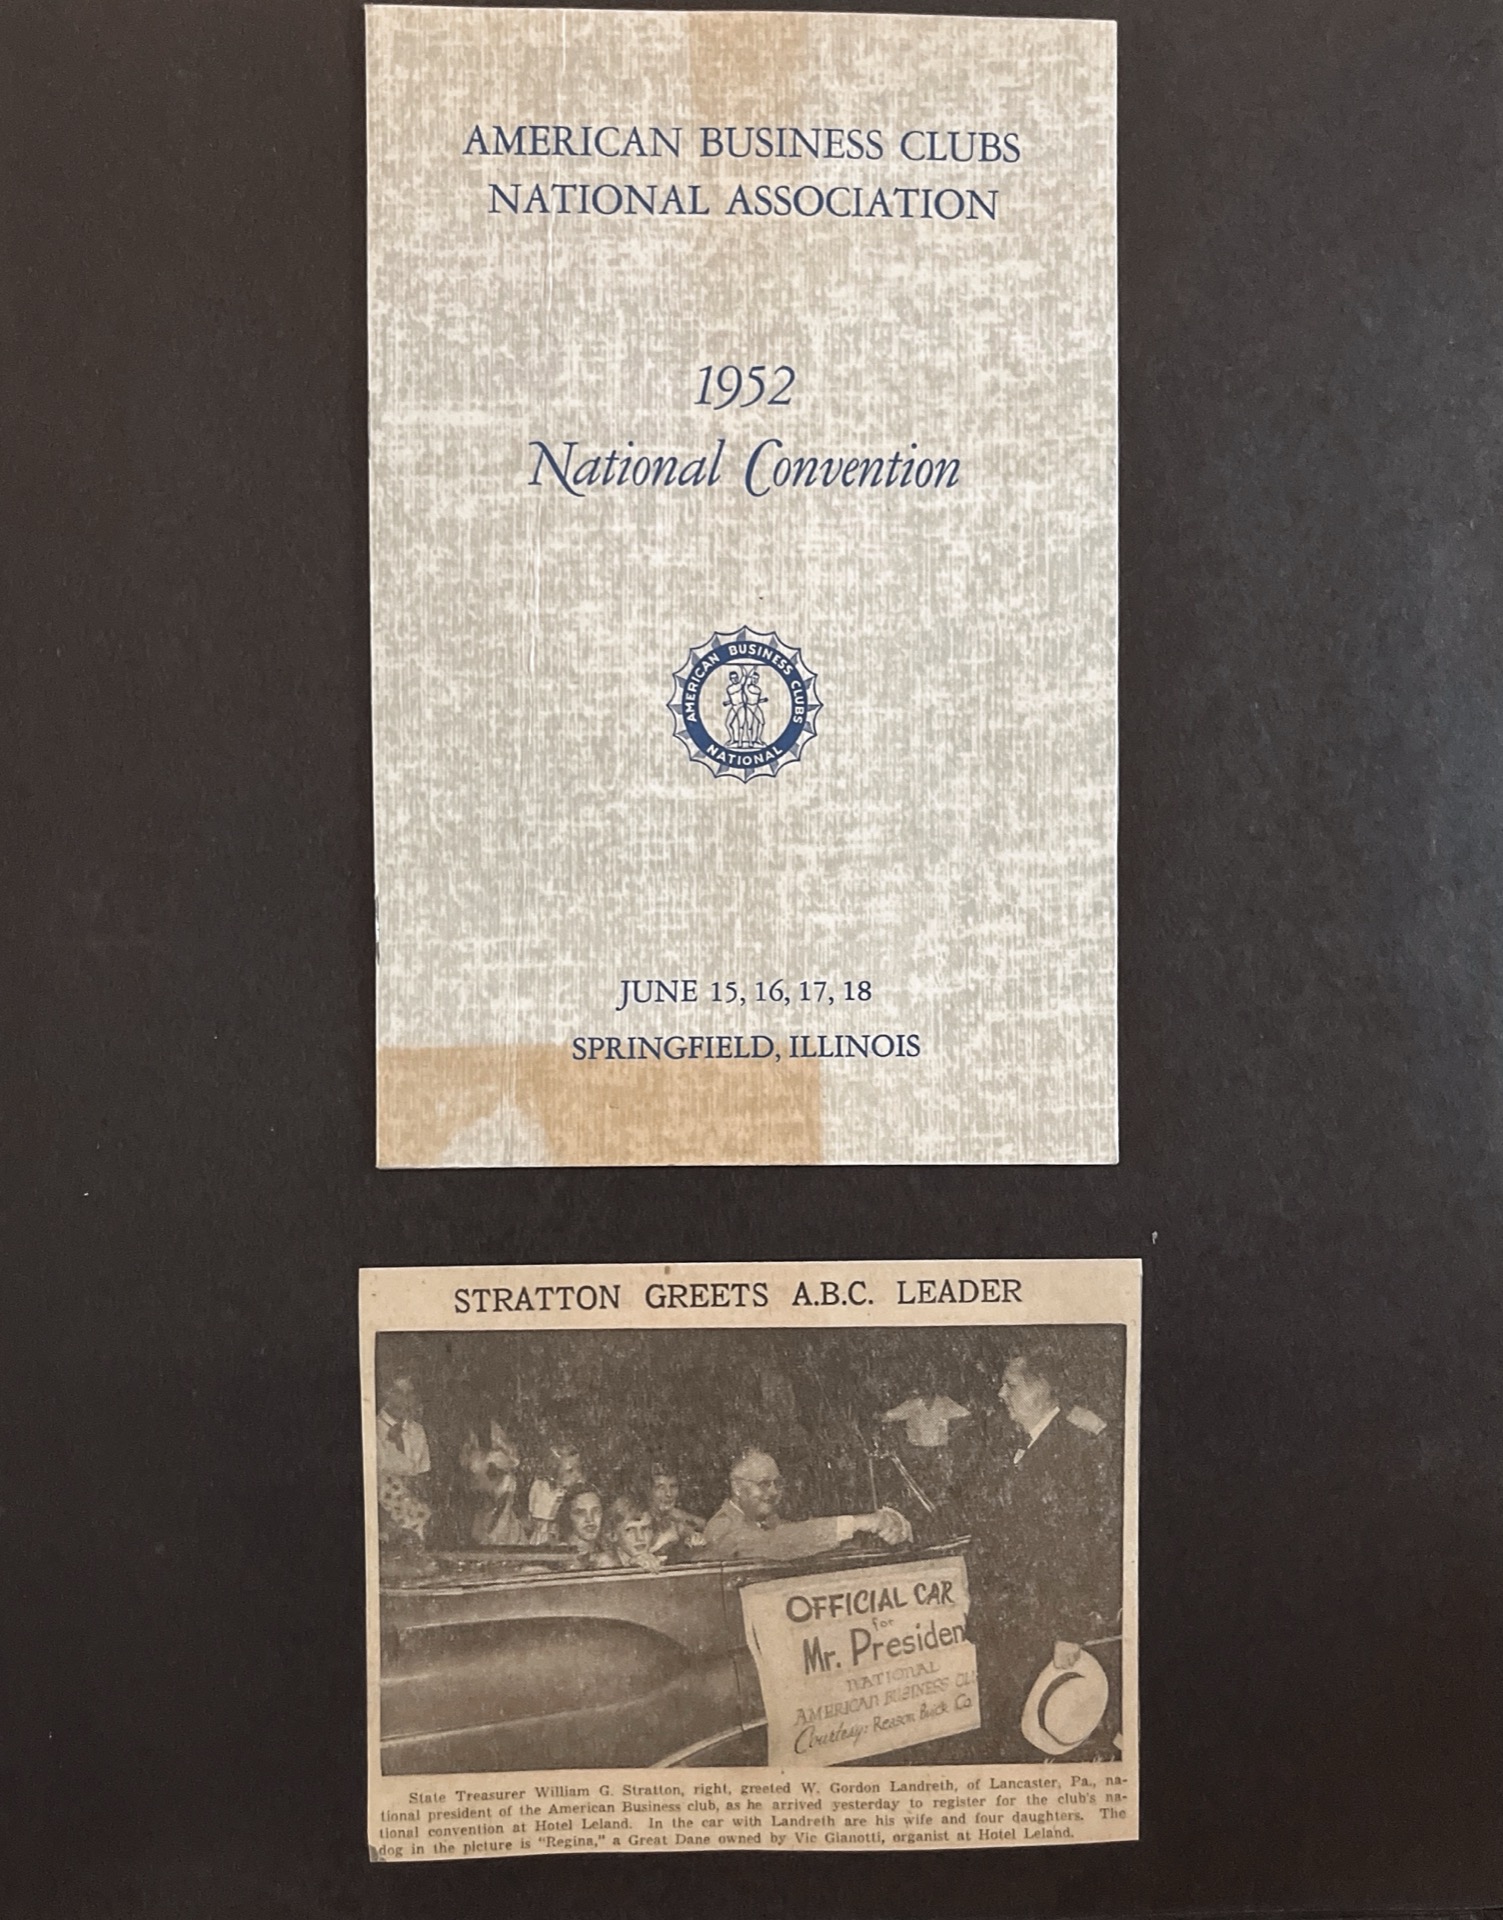 AMERICAN BUSINESS CLUBS
NATIONAL ASSOCIATION
1952
National Convention
AMERICAN BUSINESS CLUBS
NATIONAL
JUNE 15, 16, 17, 18
SPRINGFIELD, ILLINOIS
STRATTON GREETS A.B.C. LEADER
OFFICIAL CAR
for
Mr. Presiden
NATIONAL
AMERICAN BUSINESS CLU
Courtesy: Reason Buick Co
State Treasurer William G. Stratton, right, greeted W. Gordon Landreth, of Lancaster, Pa., na-
tional president of the American Business club, as he arrived yesterday to register for the club's na-
tional convention at Hotel Leland. In the car with Landreth are his wife and four daughters. The
dog in the picture is "Regina," a Great Dane owned by Vic Gianotti, organist at Hotel Leland.